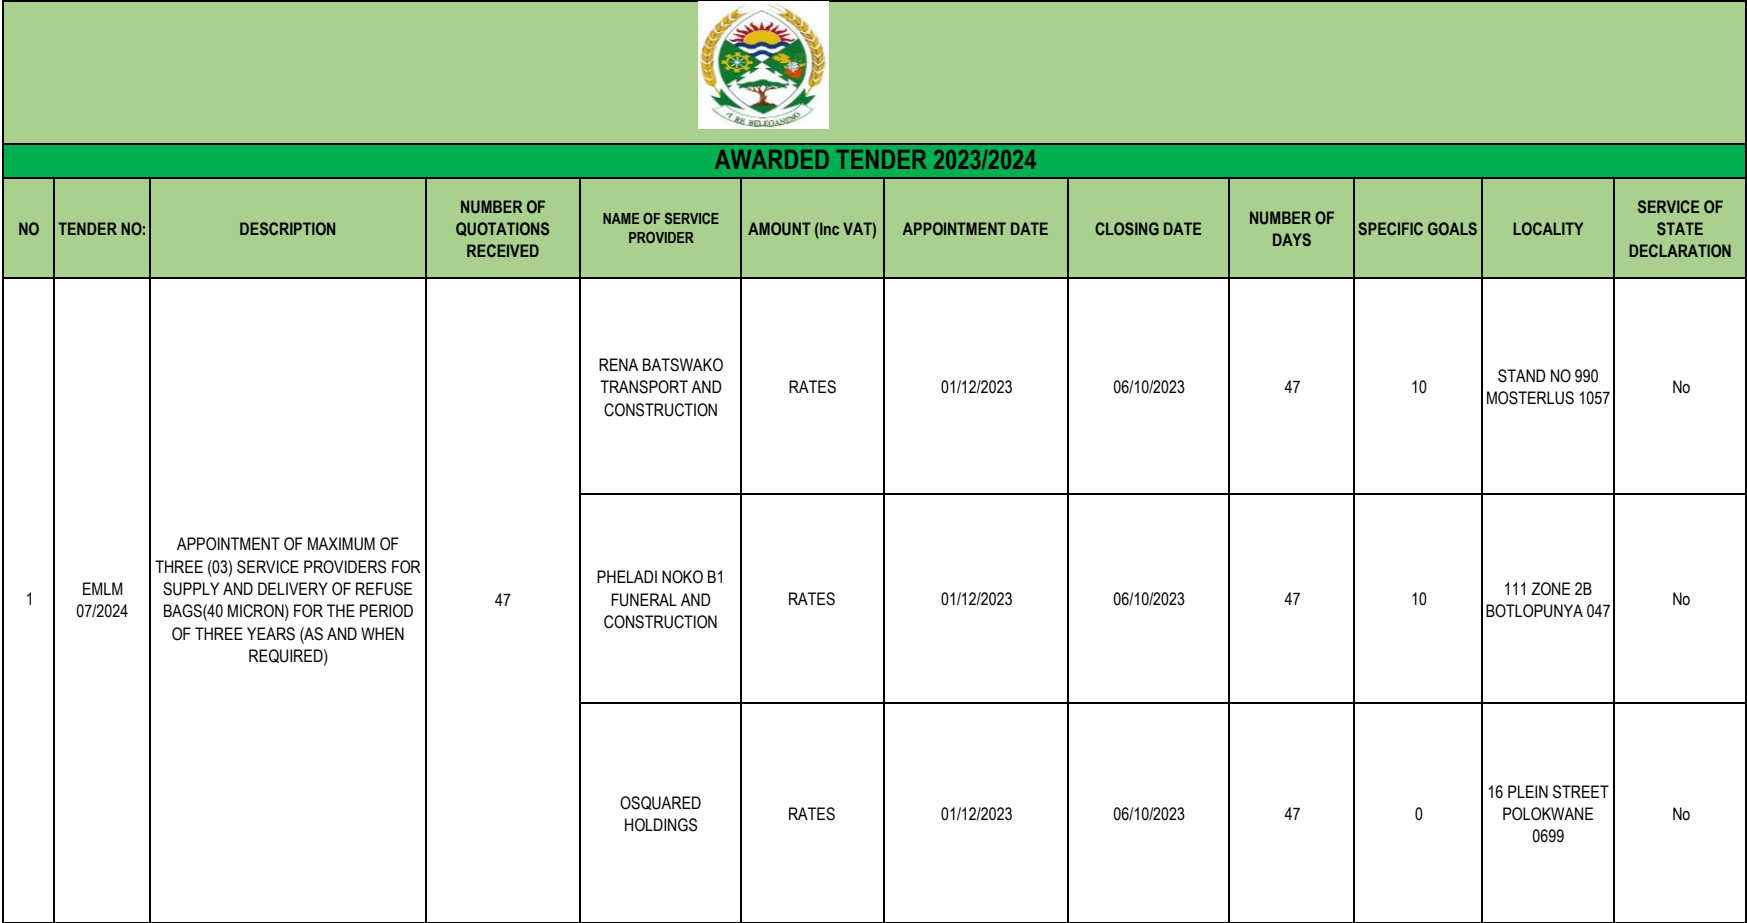 A RE BELEGANENG
AWARDED TENDER 2023/2024
NO
TENDER NO:
DESCRIPTION
NUMBER OF
QUOTATIONS
RECEIVED
NAME OF SERVICE
PROVIDER
AMOUNT (Inc VAT)
APPOINTMENT DATE
CLOSING DATE
NUMBER OF
DAYS
SPECIFIC GOALS
LOCALITY
SERVICE OF
STATE
DECLARATION
1
EMLM
07/2024
APPOINTMENT OF MAXIMUM OF
THREE (03) SERVICE PROVIDERS FOR
SUPPLY AND DELIVERY OF REFUSE
BAGS(40 MICRON) FOR THE PERIOD
OF THREE YEARS (AS AND WHEN
REQUIRED)
47
RENA BATSWAKO
TRANSPORT AND
CONSTRUCTION
RATES
01/12/2023
06/10/2023
47
10
STAND NO 990
MOSTERLUS 1057
No
PHELADI NOKO B1
FUNERAL AND
CONSTRUCTION
RATES
01/12/2023
06/10/2023
47
10
111 ZONE 2B
BOTLOPUNYA 047
No
OSQUARED
HOLDINGS
RATES
01/12/2023
06/10/2023
47
0
16 PLEIN STREET
POLOKWANE
0699
No